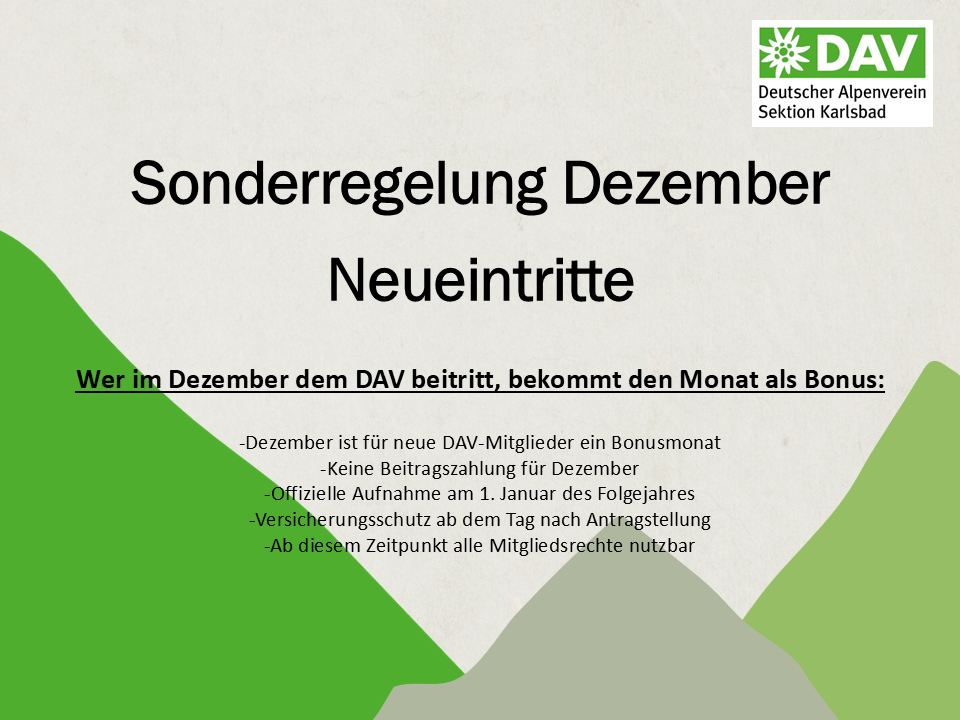 DAV
Deutscher Alpenverein
Sektion Karlsbad
Sonderregelung Dezember
Neueintritte
Wer im Dezember dem DAV beitritt, bekommt den Monat als Bonus:
-Dezember ist für neue DAV-Mitglieder ein Bonusmonat
-Keine Beitragszahlung für Dezember
-Offizielle Aufnahme am 1. Januar des Folgejahres
-Versicherungsschutz ab dem Tag nach Antragstellung
-Ab diesem Zeitpunkt alle Mitgliedsrechte nutzbar